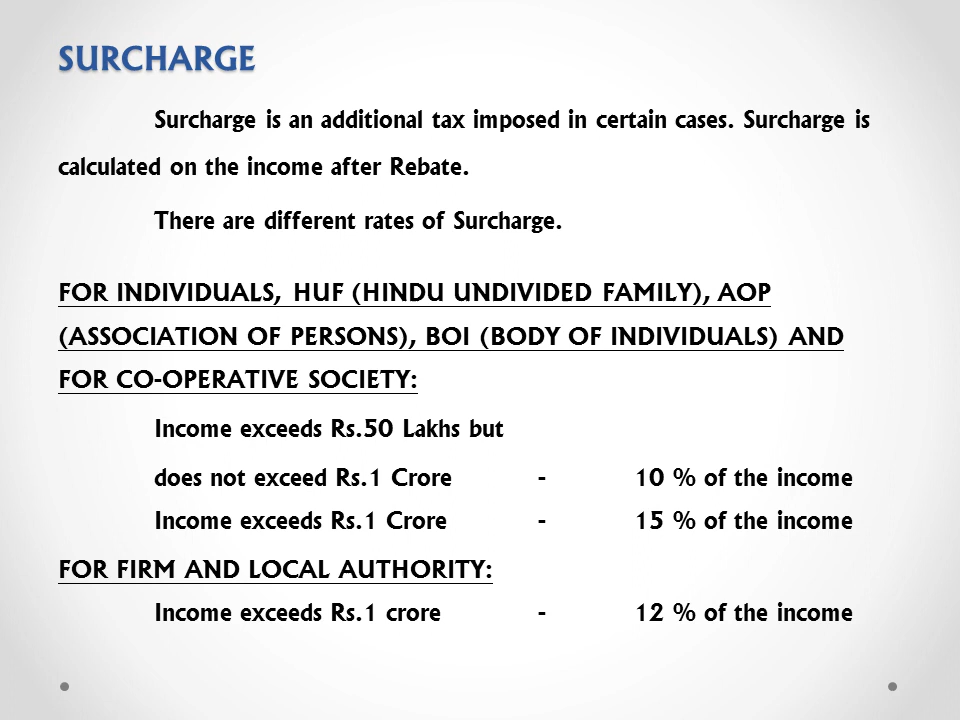 SURCHARGE
Surcharge is an additional tax imposed in certain cases. Surcharge is
calculated on the income after Rebate.
There are different rates of Surcharge.
FOR INDIVIDUALS, HUF (HINDU UNDIVIDED FAMILY), AOP
(ASSOCIATION OF PERSONS), BOI (BODY OF INDIVIDUALS) AND
FOR CO-OPERATIVE SOCIETY:
Income exceeds Rs.50 Lakhs but
does not exceed Rs.1 Crore - 10 % of the income
Income exceeds Rs.1 Crore - 15 % of the income
FOR FIRM AND LOCAL AUTHORITY:
Income exceeds Rs.1 crore - 12 % of the income